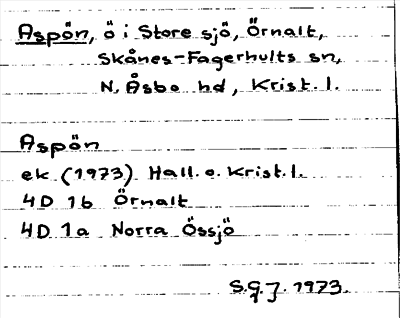 Aspön, ö i Store sjö, Örnalt,
Skånes-Fagerhults sn,
N. Åsbo hd, Krist. l.
Aspön
ek (1973) Hall. o. Krist. l.
4D 1b Örnalt
4D 1a Norra Össjö
S.G.J. 1973.